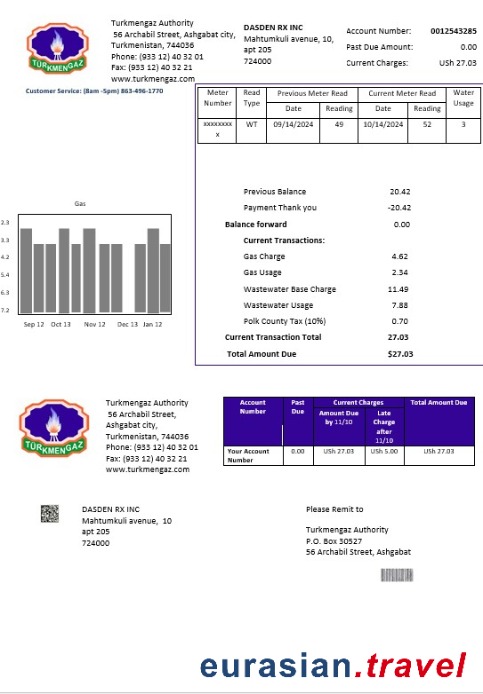 Turkmengaz Authority
56 Archabil Street, Ashgabat city,
Turkmenistan, 744036
Phone: (933 12) 40 32 01
Fax: (933 12) 40 32 21
www.turkmengaz.com
TÜRKMENGAZ
Customer Service: (8am -5pm) 863-496-1770
DASDEN RX INC
Mahtumkuli avenue, 10,
apt 205
724000
Account Number: 0012543285
Past Due Amount: 0.00
Current Charges: USh 27.03
Meter Number Read Type Previous Meter Read Current Meter Read Water Usage
Date Reading Date Reading
xxxxxxxx
x WT 09/14/2024 49 10/14/2024 52 3
Previous Balance 20.42
Payment Thank you -20.42
Balance forward 0.00
Current Transactions:
Gas Charge 4.62
Gas Usage 2.34
Wastewater Base Charge 11.49
Wastewater Usage 7.88
Polk County Tax (10%) 0.70
Current Transaction Total 27.03
Total Amount Due $27.03
Gas
2.3
3.3
4.2
5.4
6.3
7.2
Sep 12 Oct 13 Nov 12 Dec 13 Jan 12
TÜRKMENGAZ
Turkmengaz Authority
56 Archabil Street,
Ashgabat city,
Turkmenistan, 744036
Phone: (933 12) 40 32 01
Fax: (933 12) 40 32 21
www.turkmengaz.com
Account Number Past Due Current Charges Total Amount Due
Amount Due by 11/10 Late Charge after 11/10
Your Account Number 0.00 USh 27.03 USh 5.00 USh 27.03
DASDEN RX INC
Mahtumkuli avenue, 10
apt 205
724000
Please Remit to
Turkmengaz Authority
P.O. Box 30527
56 Archabil Street, Ashgabat
eurasian.travel